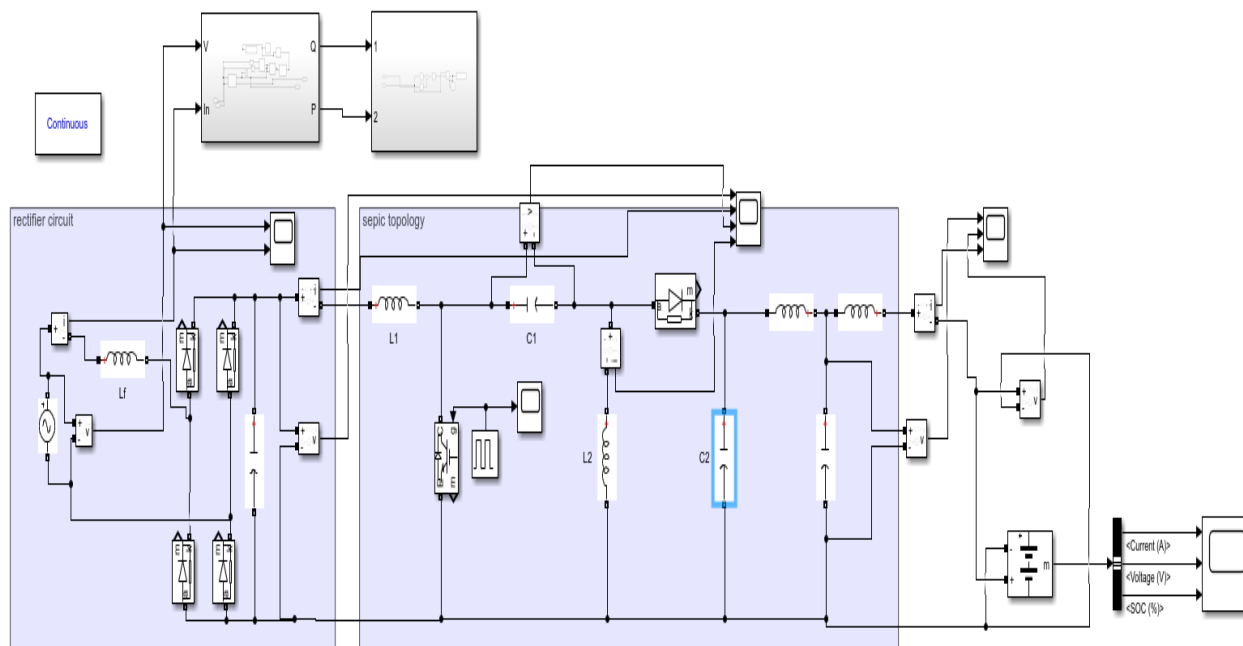 V
In
Q
P
1
2
Continuous
rectifier circuit
sepic topology
Lf
L1
C1
L2
C2
m
<Current (A)>
<Voltage (V)>
<SOC (%)>